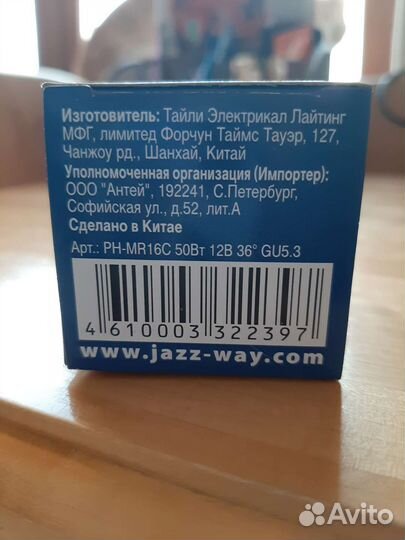 Изготовитель: Тайли Электрикал Лайтинг
МФГ, лимитед Форчун Таймс Тауэр, 127,
Чанжоу рд., Шанхай, Китай
Уполномоченная организация (Импортер):
ООО "Антей", 192241, С.Петербург,
Софийская ул., д.52, лит.А
Сделано в Китае
Арт.: PH-MR16C 50Вт 12В 36° GU5.3
4 610003 322397
www.jazz-way.com
Avito